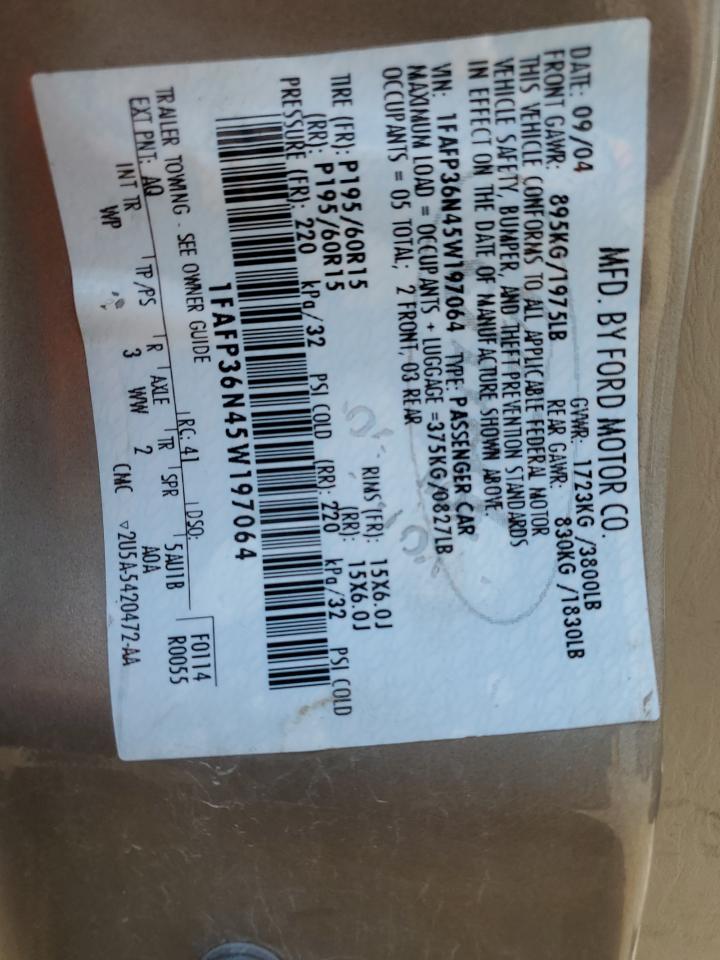 MFD. BY FORD MOTOR CO.
DATE: 09/04 GVWR: 1723KG /3800LB
FRONT GAWR: 895KG/1975LB REAR GAWR: 830KG /1830LB
THIS VEHICLE CONFORMS TO ALL APPLICABLE FEDERAL MOTOR
VEHICLE SAFETY, BUMPER, AND THEFT PREVENTION STANDARDS
IN EFFECT ON THE DATE OF MANUFACTURE SHOWN ABOVE
VIN: 1FAFP36N45W197064 TYPE: PASSENGER CAR
MAXIMUM LOAD = OCCUPANTS + LUGGAGE =375KG/0827LB
OCCUPANTS = 05 TOTAL; 2 FRONT, 03 REAR
TIRE (FR): P195/60R15 RIMS (FR): 15X6.0J
(RR): P195/60R15 (RR): 15X6.0J
PRESSURE (FR): 220 kPa/32 PSI COLD (RR): 220 kPa/32 PSI COLD
1FAFP36N45W197064
TRAILER TOWING - SEE OWNER GUIDE
F0114
R0055
EXT PNT: AQ RC: 41 DSO:
INT TR TP/PS R AXLE TR SPR 5AU1B
WP 3 WW 2 AOA
CMC ▽2U5A-5420472-AA